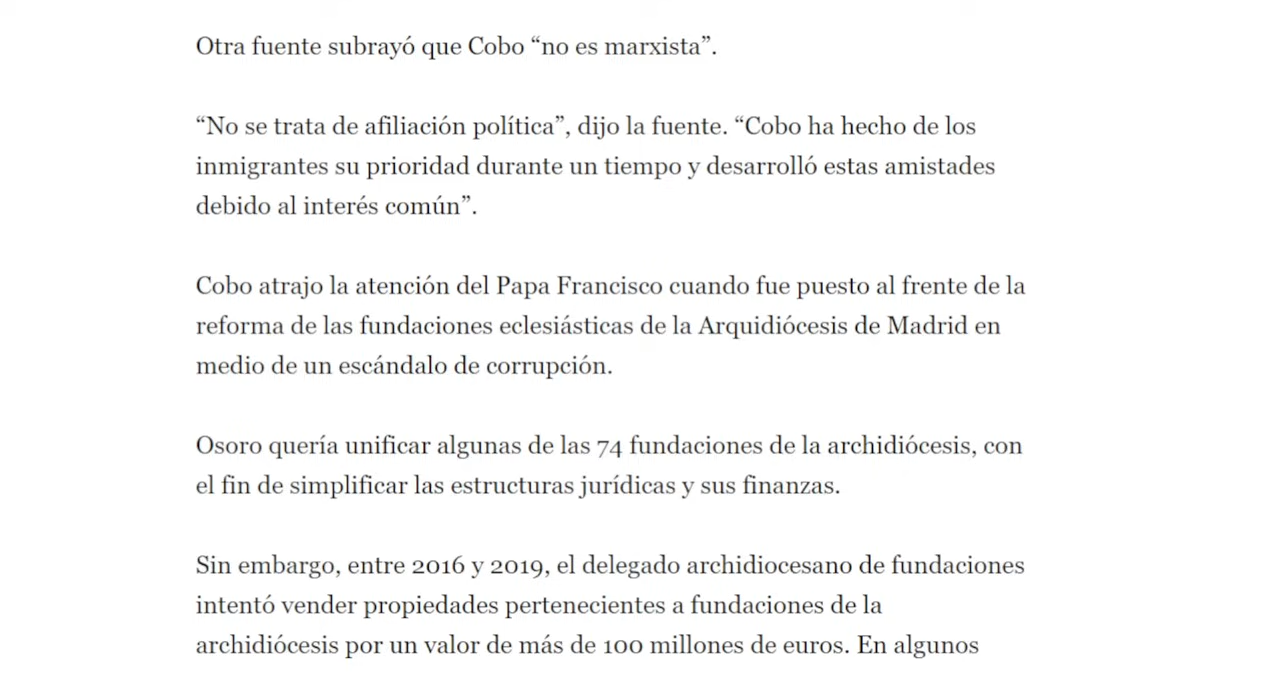 Otra fuente subrayó que Cobo “no es marxista”.
“No se trata de afiliación política”, dijo la fuente. “Cobo ha hecho de los
inmigrantes su prioridad durante un tiempo y desarrolló estas amistades
debido al interés común”.
Cobo atrajo la atención del Papa Francisco cuando fue puesto al frente de la
reforma de las fundaciones eclesiásticas de la Arquidiócesis de Madrid en
medio de un escándalo de corrupción.
Osoro quería unificar algunas de las 74 fundaciones de la archidiócesis, con
el fin de simplificar las estructuras jurídicas y sus finanzas.
Sin embargo, entre 2016 y 2019, el delegado archidiocesano de fundaciones
intentó vender propiedades pertenecientes a fundaciones de la
archidiócesis por un valor de más de 100 millones de euros. En algunos